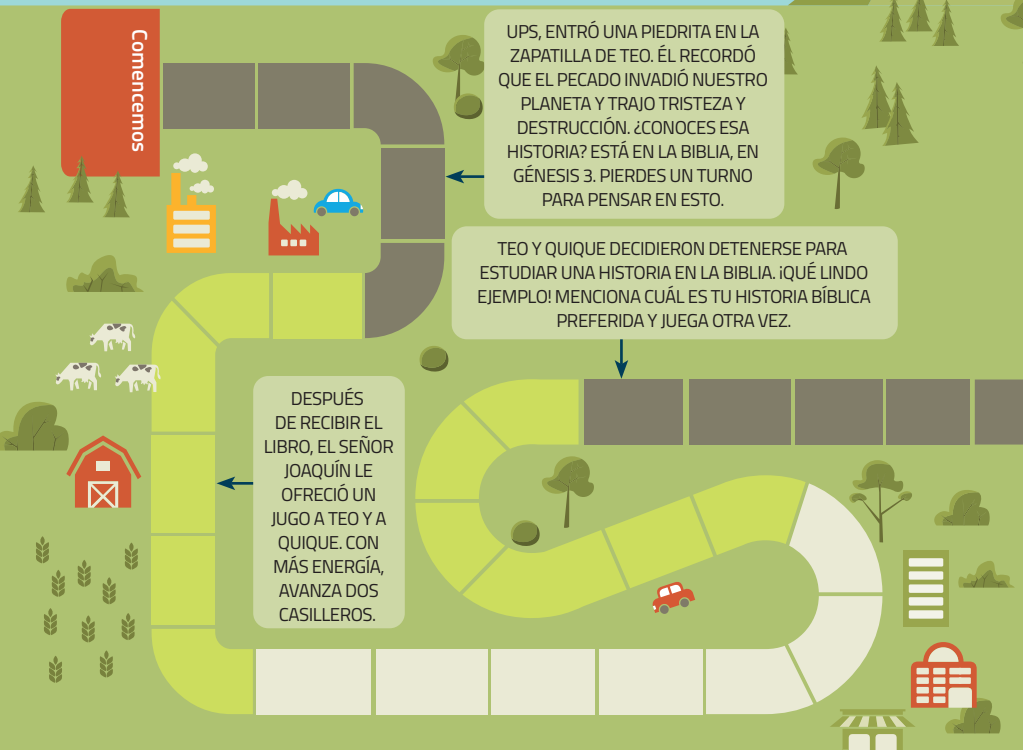 Comencemos
UPS, ENTRÓ UNA PIEDRITA EN LA
ZAPATILLA DE TEO. ÉL RECORDÓ
QUE EL PECADO INVADIÓ NUESTRO
PLANETA Y TRAJO TRISTEZA Y
DESTRUCCIÓN. ¿CONOCES ESA
HISTORIA? ESTÁ EN LA BIBLIA, EN
GÉNESIS 3. PIERDES UN TURNO
PARA PENSAR EN ESTO.
TEO Y QUIQUE DECIDIERON DETENERSE PARA
ESTUDIAR UNA HISTORIA EN LA BIBLIA. ¡QUÉ LINDO
EJEMPLO! MENCIONA CUÁL ES TU HISTORIA BÍBLICA
PREFERIDA Y JUEGA OTRA VEZ.
DESPUÉS
DE RECIBIR EL
LIBRO, EL SEÑOR
JOAQUÍN LE
OFRECIÓ UN
JUGO A TEO Y A
QUIQUE. CON
MÁS ENERGÍA,
AVANZA DOS
CASILLEROS.